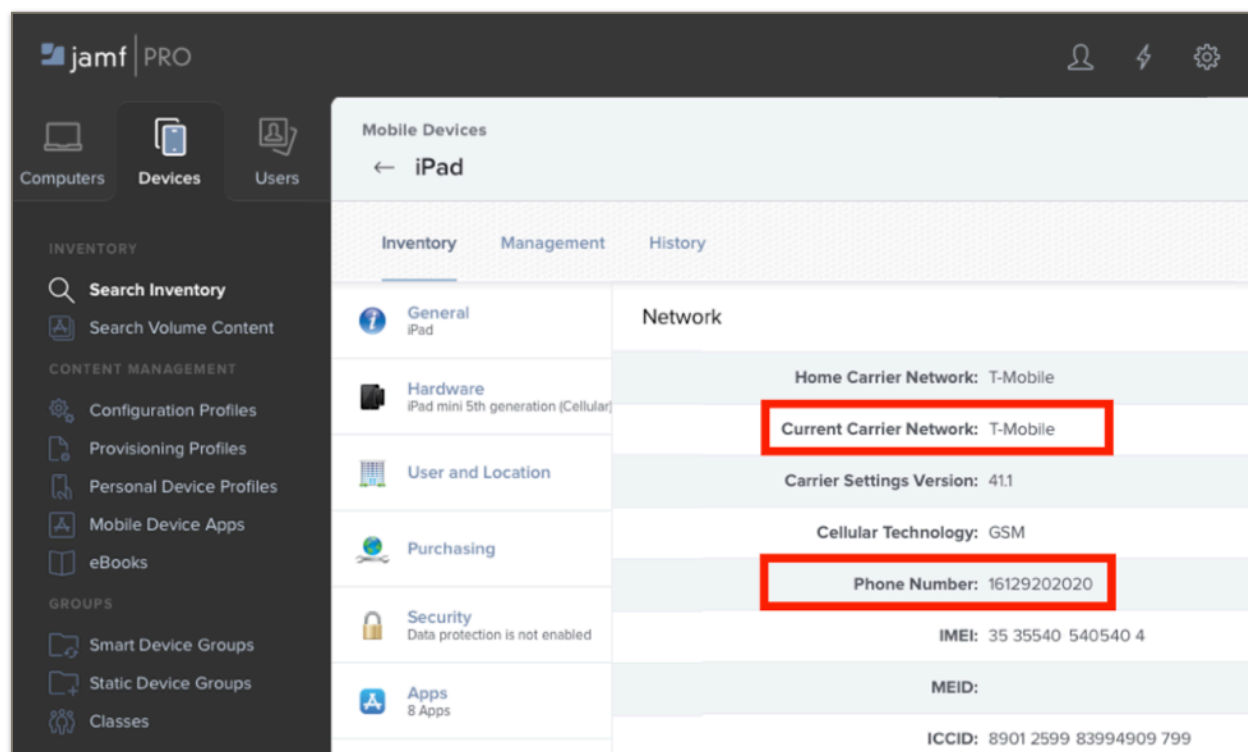 jamf PRO
Computers
Devices
Users
INVENTORY
Search Inventory
Search Volume Content
CONTENT MANAGEMENT
Configuration Profiles
Provisioning Profiles
Personal Device Profiles
Mobile Device Apps
eBooks
GROUPS
Smart Device Groups
Static Device Groups
Classes
Mobile Devices
← iPad
Inventory
Management
History
General
iPad
Hardware
iPad mini 5th generation (Cellular)
User and Location
Purchasing
Security
Data protection is not enabled
Apps
8 Apps
Network
Home Carrier Network: T-Mobile
Current Carrier Network: T-Mobile
Carrier Settings Version: 41.1
Cellular Technology: GSM
Phone Number: 16129202020
IMEI: 35 35540 540540 4
MEID:
ICCID: 8901 2599 83994909 799